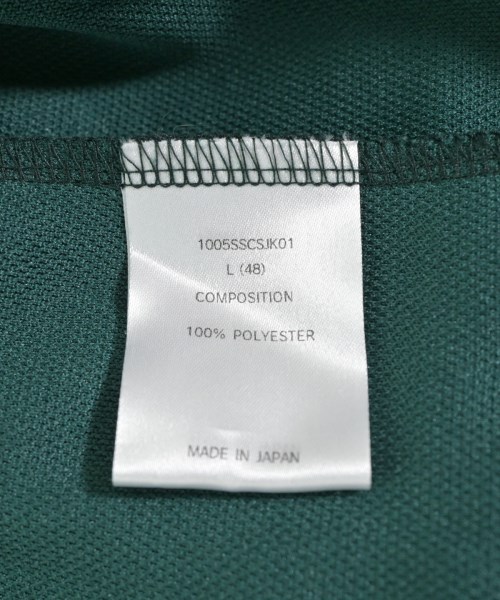 1005SSCSJK01
L (48)
COMPOSITION
100% POLYESTER
MADE IN JAPAN